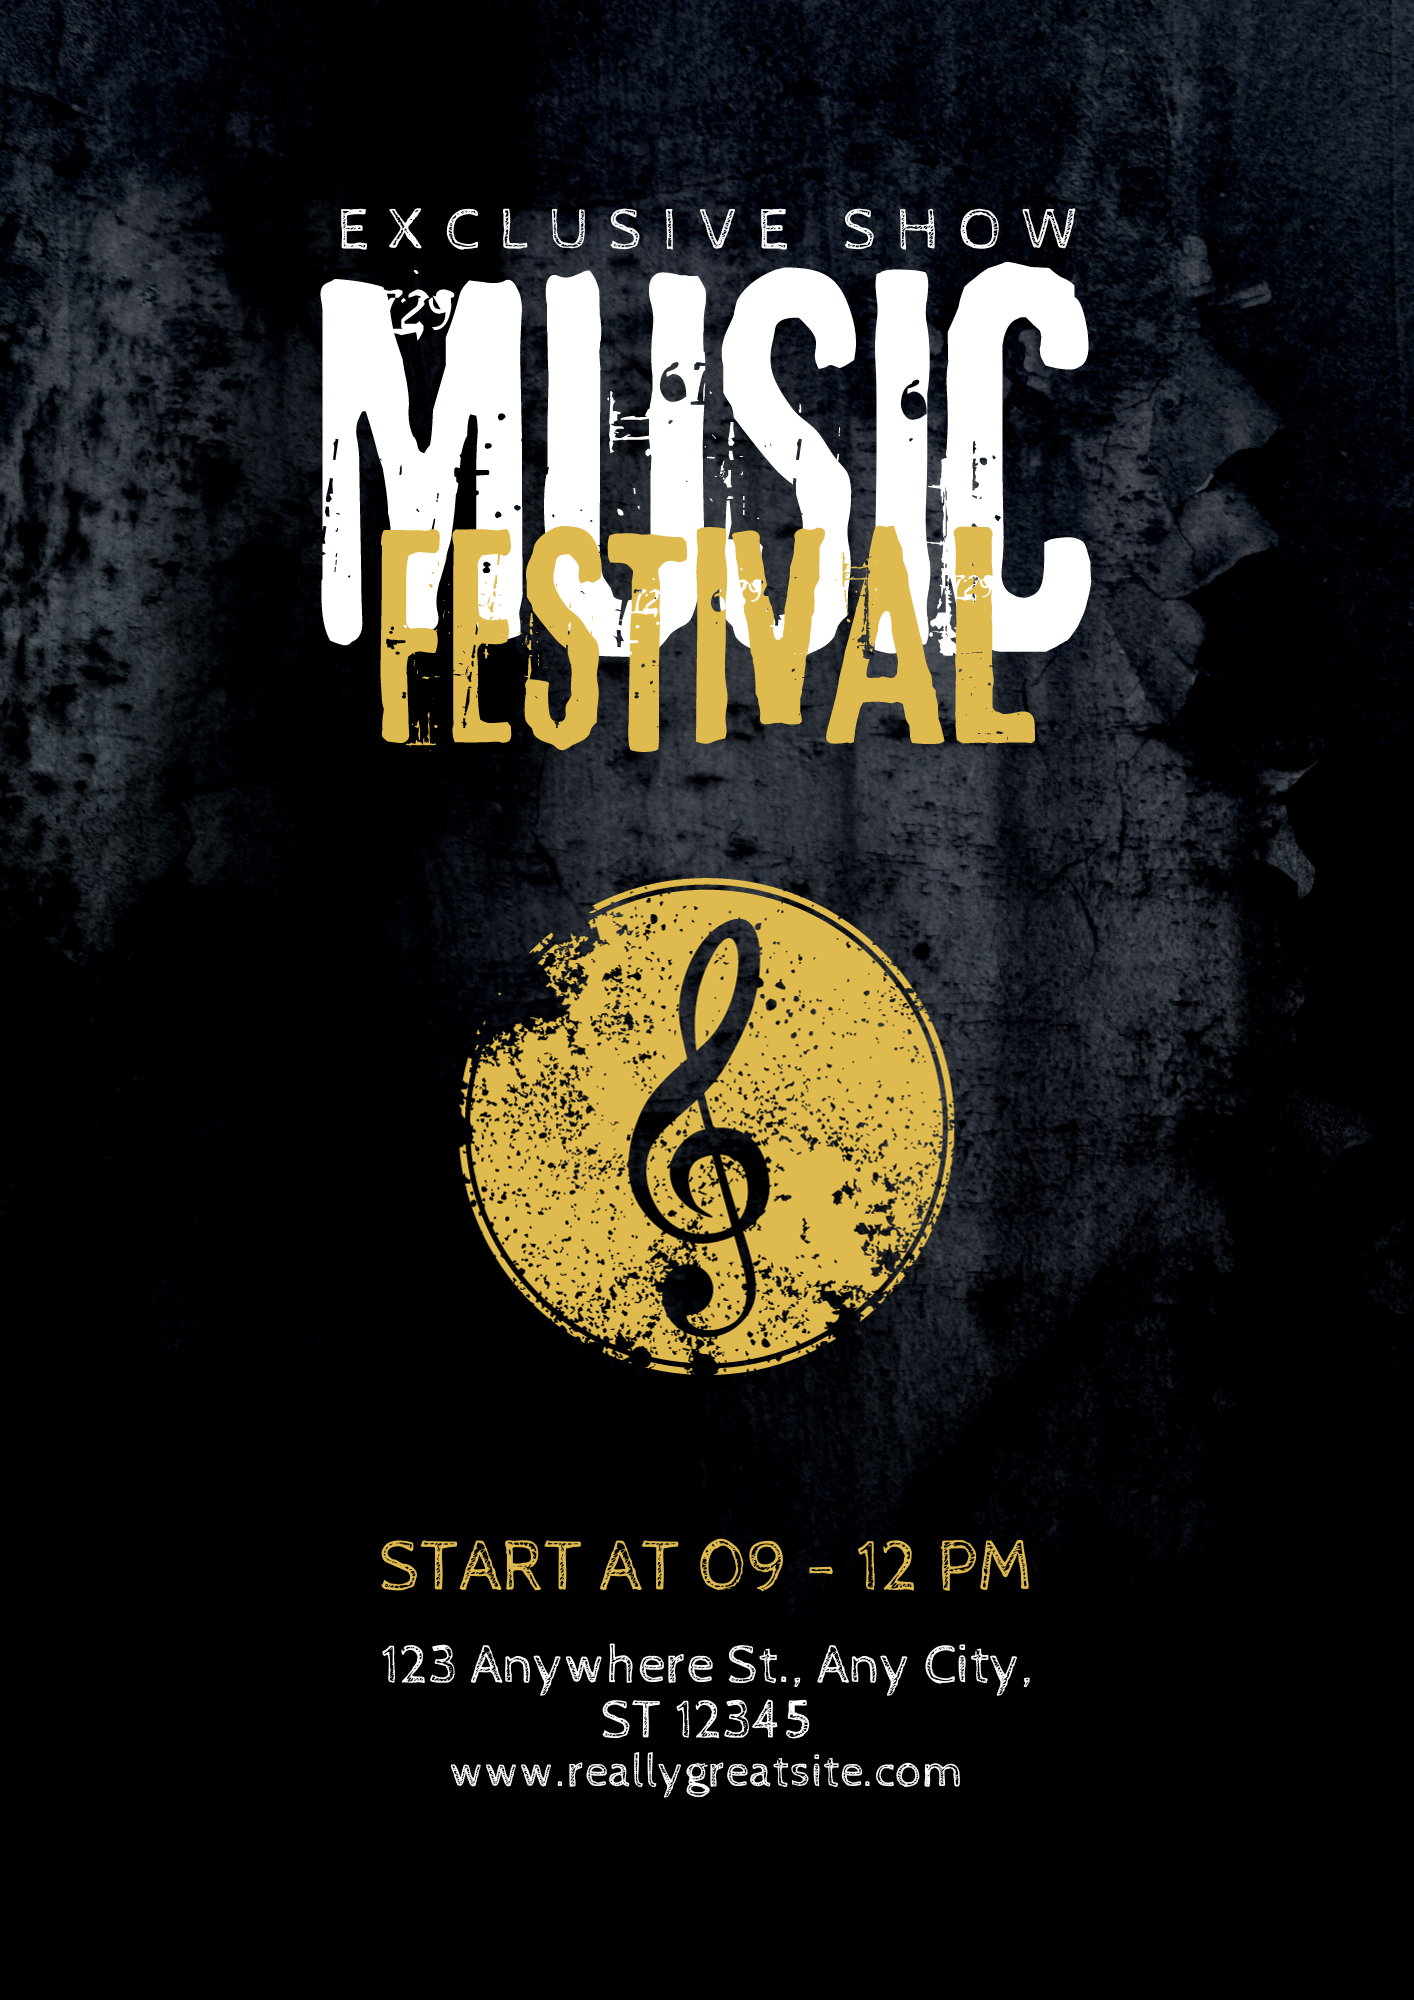 EXCLUSIVE SHOW
MUSIC
FESTIVAL
START AT 09 - 12 PM
123 Anywhere St., Any City,
ST 12345
www.reallygreatsite.com